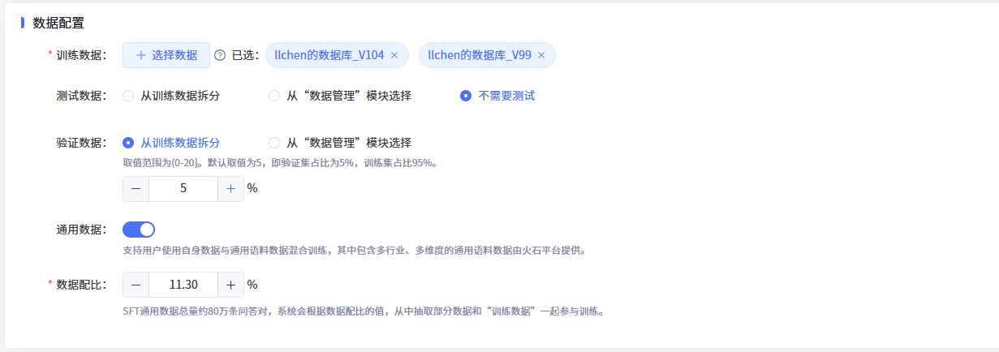 数据配置
* 训练数据： + 选择数据 ? 已选： llchen的数据库_V104 × llchen的数据库_V99 ×
测试数据： 从训练数据拆分 从“数据管理”模块选择 不需要测试
验证数据： 从训练数据拆分 从“数据管理”模块选择
取值范围为(0-20]。默认取值为5，即验证集占比为5%，训练集占比95%。
— 5 + %
通用数据：
支持用户使用自身数据与通用语料数据混合训练，其中包含多行业、多维度的通用语料数据由火石平台提供。
* 数据配比： — 11.30 + %
SFT通用数据总量约80万条问答对，系统会根据数据配比的值，从中抽取部分数据和“训练数据”一起参与训练。